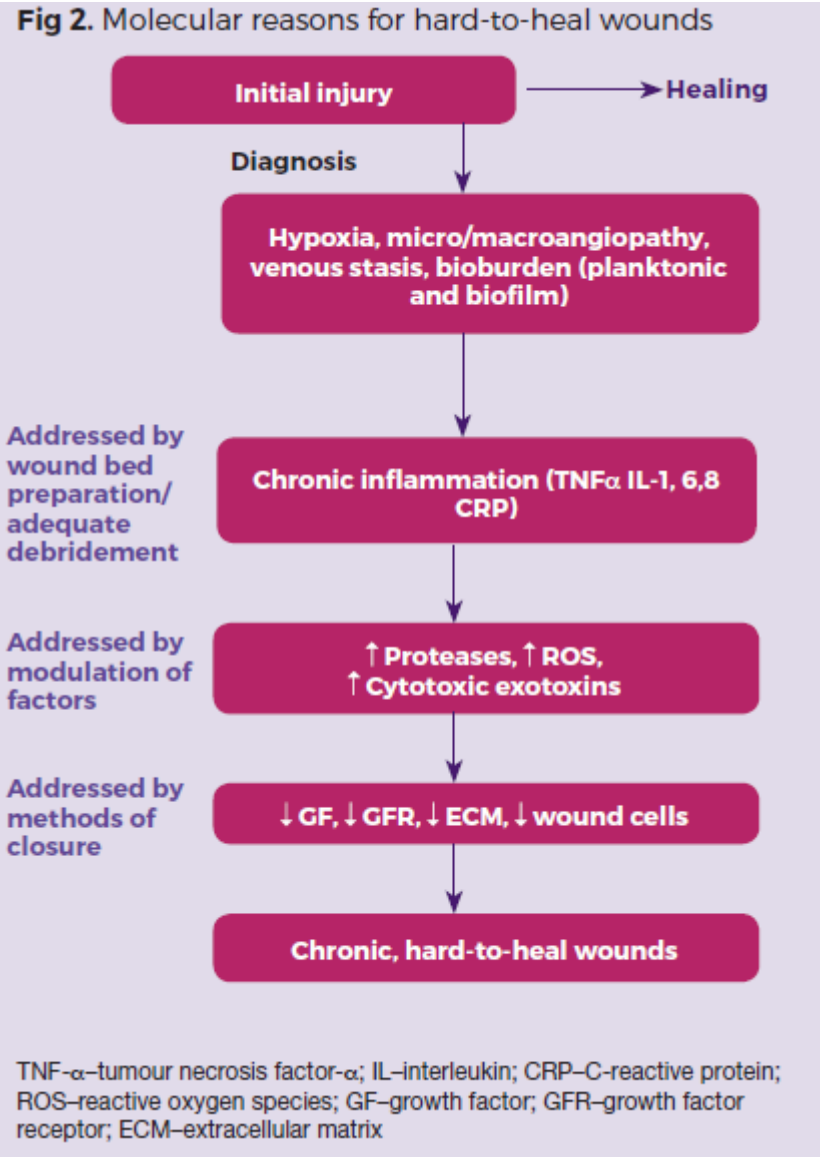 Fig 2. Molecular reasons for hard-to-heal wounds
Initial injury
Healing
Diagnosis
Hypoxia, micro/macroangiopathy,
venous stasis, bioburden (planktonic
and biofilm)
Addressed by
wound bed
preparation/
adequate
debridement
Chronic inflammation (TNFα IL-1, 6,8
CRP)
Addressed by
modulation of
factors
↑Proteases, ↑ROS,
↑Cytotoxic exotoxins
Addressed by
methods of
closure
↓GF, ↓GFR, ↓ECM, ↓wound cells
Chronic, hard-to-heal wounds
TNF-α–tumour necrosis factor-α; IL–interleukin; CRP–C-reactive protein;
ROS–reactive oxygen species; GF–growth factor; GFR–growth factor
receptor; ECM–extracellular matrix